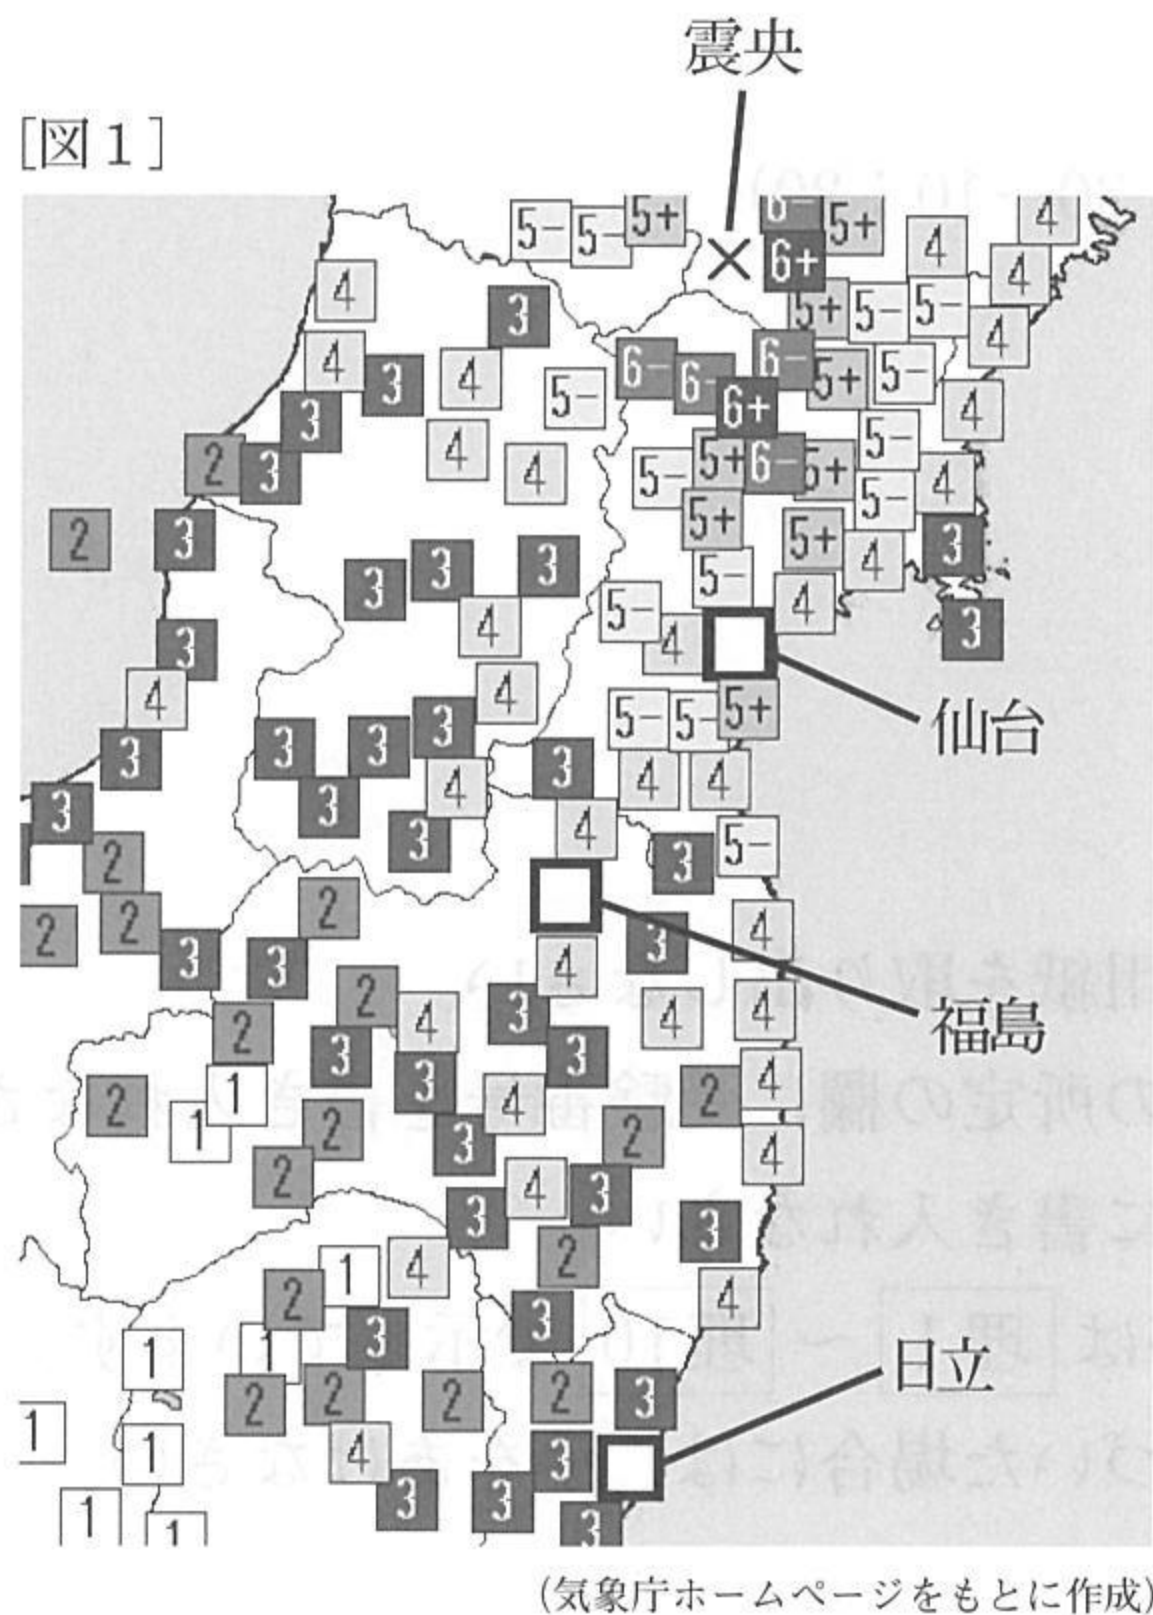 震央
[図1]
5- 5- 5+ 6- 5+ 4
4 6+ 4 4
3 5+ 5- 5- 4
4 3 4 6- 6- 6- 5+ 5-
3 5- 6+ 4
2 3 4 4 5- 5+ 6- 5+ 5- 4
2 3 5+ 5- 5+ 4 3
3 3 3 5- 4
3 4 5- 4 3
仙台
4 4 5- 5- 5+
3 3 3 3 3 4 4
3 3 4 4 5-
2 3 3
2 2 2 3 4
3 3 4
福島
2 4 3 4 4
2 3 3 3 4
2 1 4 2
1 2 3 2 4
2 4 3
3 3
1 4 2 4
2 3
日立
1 1 3
2 2 2 2 3
1 1 4 3
1 1 3 3 3
(気象庁ホームページをもとに作成)